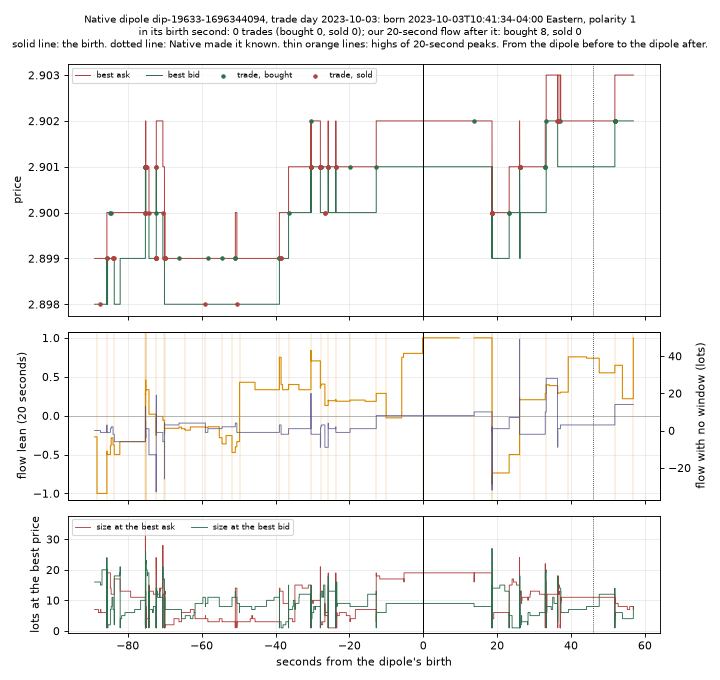 Native dipole dip-19633-1696344094, trade day 2023-10-03: born 2023-10-03T10:41:34-04:00 Eastern, polarity 1
in its birth second: 0 trades (bought 0, sold 0); our 20-second flow after it: bought 8, sold 0
solid line: the birth. dotted line: Native made it known. thin orange lines: highs of 20-second peaks. From the dipole before to the dipole after.
best ask
best bid
trade, bought
trade, sold
2.903
2.902
2.901
2.900
2.899
2.898
price
1.0
0.5
0.0
−0.5
−1.0
flow lean (20 seconds)
40
20
0
−20
flow with no window (lots)
size at the best ask
size at the best bid
30
20
10
0
lots at the best price
−80
−60
−40
−20
0
20
40
60
seconds from the dipole's birth